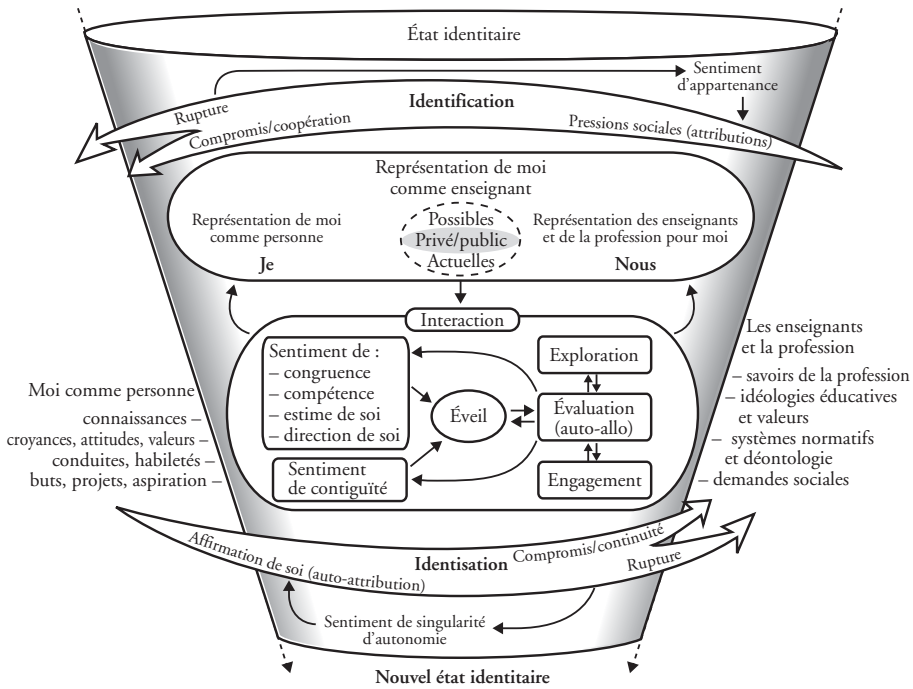 État identitaire
Sentiment
d'appartenance
Rupture
Identification
Compromis/coopération
Pressions sociales (attributions)
Représentation de moi
comme enseignant
Représentation de moi
comme personne
Je
Possibles
Privé/public
Actuelles
Représentation des enseignants
et de la profession pour moi
Nous
Interaction
Sentiment de :
– congruence
– compétence
– estime de soi
– direction de soi
Sentiment
de contiguïté
Éveil
Exploration
Évaluation
(auto-allo)
Engagement
Moi comme personne
connaissances –
croyances, attitudes, valeurs –
conduites, habiletés –
buts, projets, aspiration –
Les enseignants
et la profession
– savoirs de la profession
– idéologies éducatives
et valeurs
– systèmes normatifs
et déontologie
– demandes sociales
Affirmation de soi (auto-attribution)
Identisation
Compromis/continuité
Rupture
Sentiment de singularité
d'autonomie
Nouvel état identitaire